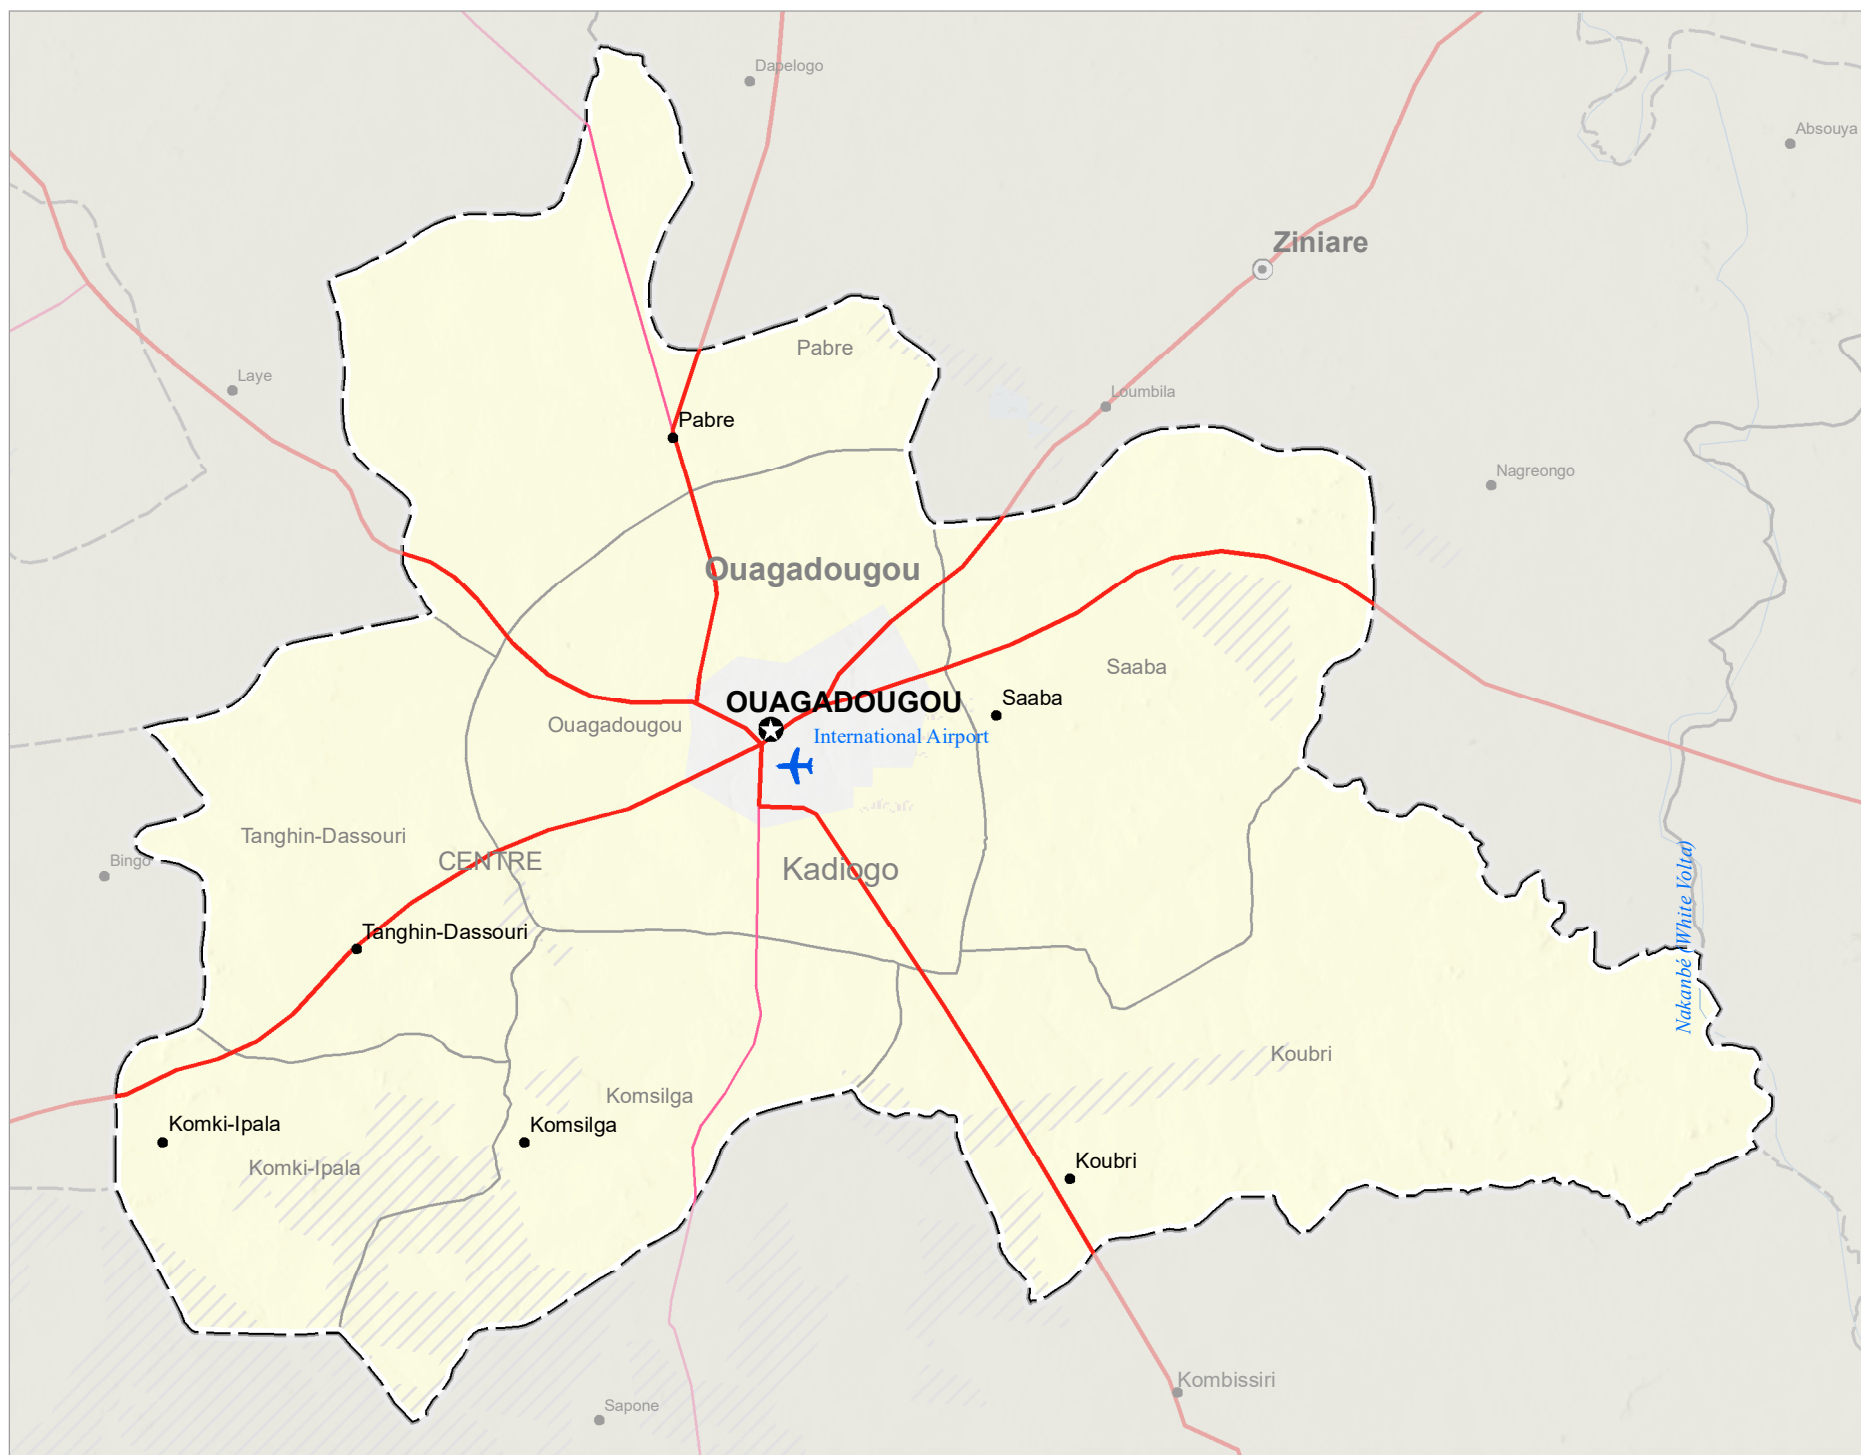 Dapelogo
Absouya
Ziniare
Pabre
Laye
Loumbila
Pabre
Nagreongo
Ouagadougou
Saaba
OUAGADOUGOU
Saaba
Ouagadougou
International Airport
Tanghin-Dassouri
Bingo
CENTRE
Kadiogo
Nakanbé (White Volta)
Tanghin-Dassouri
Koubri
Komsilga
Komki-Ipala
Komsilga
Komki-Ipala
Koubri
Kombissiri
Sapone